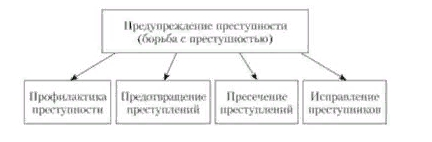 Предупреждение преступности
(борьба с преступностью)
Профилактика
преступности
Предотвращение
преступлений
Пресечение
преступлений
Исправление
преступников